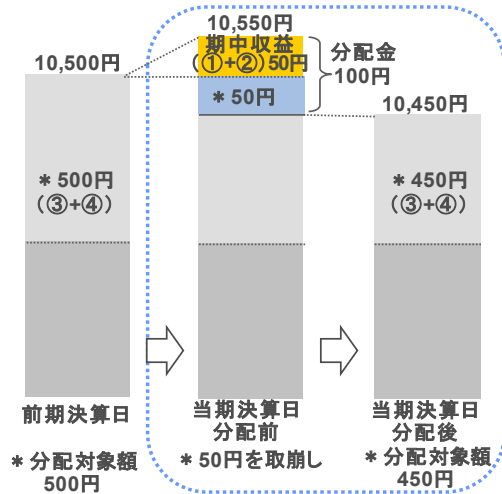 10,550円
期中収益
(①+②)50円
分配金
100円
10,500円
＊50円
10,450円
＊500円
(③+④)
＊450円
(③+④)
前期決算日
当期決算日
分配前
当期決算日
分配後
＊分配対象額
500円
＊50円を取崩し
＊分配対象額
450円